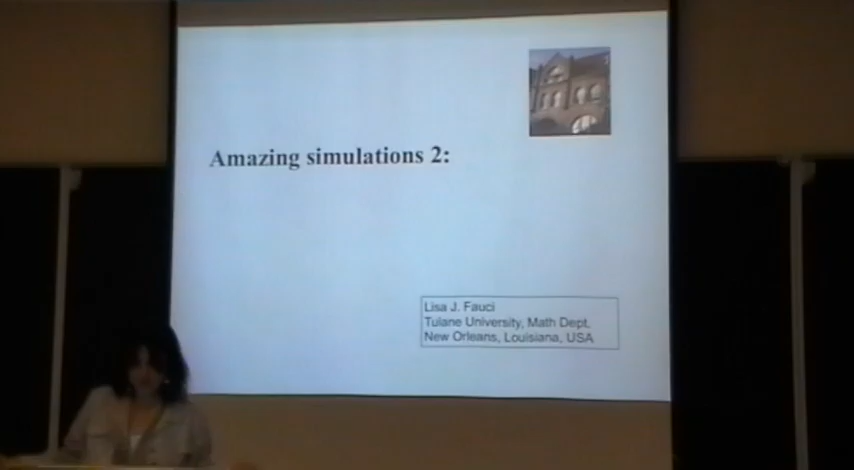 Amazing simulations 2:
Lisa J. Fauci
Tulane University, Math Dept.
New Orleans, Louisiana, USA